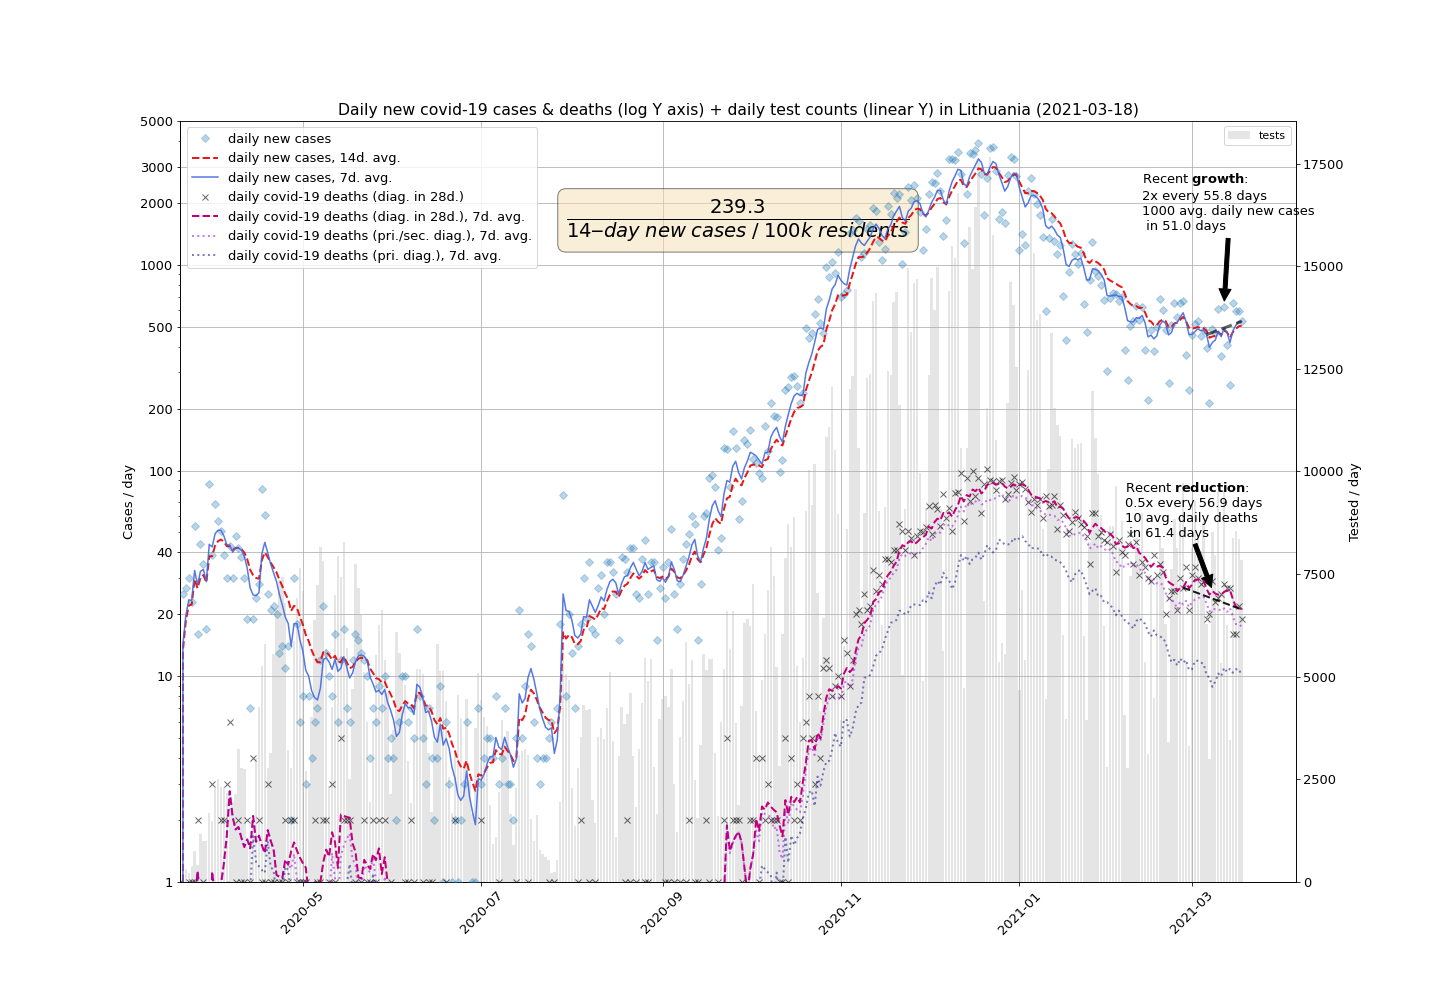 Daily new covid-19 cases & deaths (log Y axis) + daily test counts (linear Y) in Lithuania (2021-03-18)
daily new cases
daily new cases, 14d. avg.
daily new cases, 7d. avg.
daily covid-19 deaths (diag. in 28d.)
daily covid-19 deaths (diag. in 28d.), 7d. avg.
daily covid-19 deaths (pri./sec. diag.), 7d. avg.
daily covid-19 deaths (pri. diag.), 7d. avg.
239.3
14–day new cases / 100k residents
tests
Recent growth:
2x every 55.8 days
1000 avg. daily new cases
in 51.0 days
Recent reduction:
0.5x every 56.9 days
10 avg. daily deaths
in 61.4 days
Cases / day
5000
3000
2000
1000
500
200
100
40
20
10
1
Tested / day
17500
15000
12500
10000
7500
5000
2500
0
2020-05
2020-07
2020-09
2020-11
2021-01
2021-03